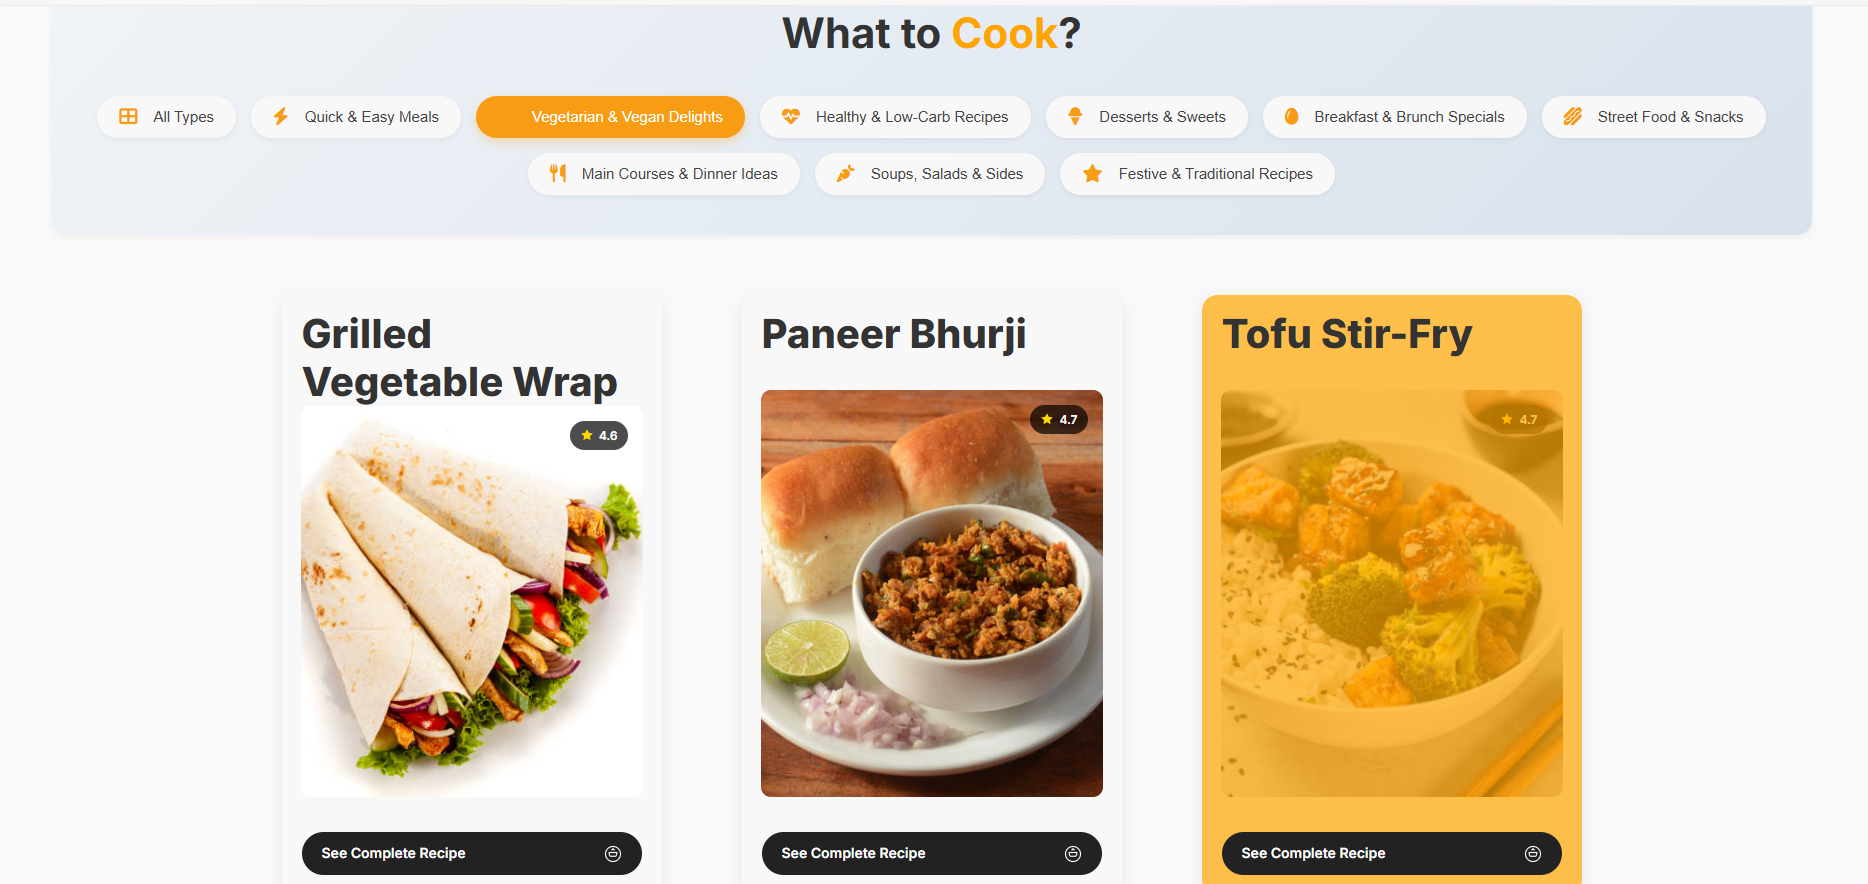 What to Cook?
All Types
Quick & Easy Meals
Vegetarian & Vegan Delights
Healthy & Low-Carb Recipes
Desserts & Sweets
Breakfast & Brunch Specials
Street Food & Snacks
Main Courses & Dinner Ideas
Soups, Salads & Sides
Festive & Traditional Recipes
Grilled
Vegetable Wrap
4.6
See Complete Recipe
Paneer Bhurji
4.7
See Complete Recipe
Tofu Stir-Fry
4.7
See Complete Recipe